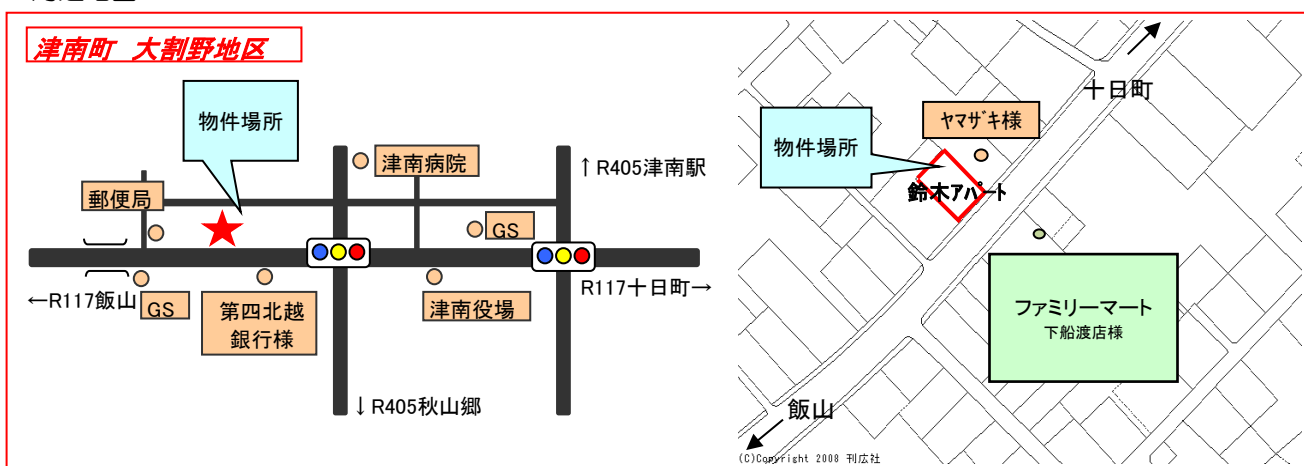 津南町 大割野地区
物件場所
津南病院
↑R405津南駅
郵便局
GS
←R117飯山
GS
第四北越
銀行様
津南役場
R117十日町→
↓R405秋山郷
十日町
ヤマザキ様
物件場所
鈴木アパート
ファミリーマート
下船渡店様
飯山
(C)Copyright 2008 刊広社